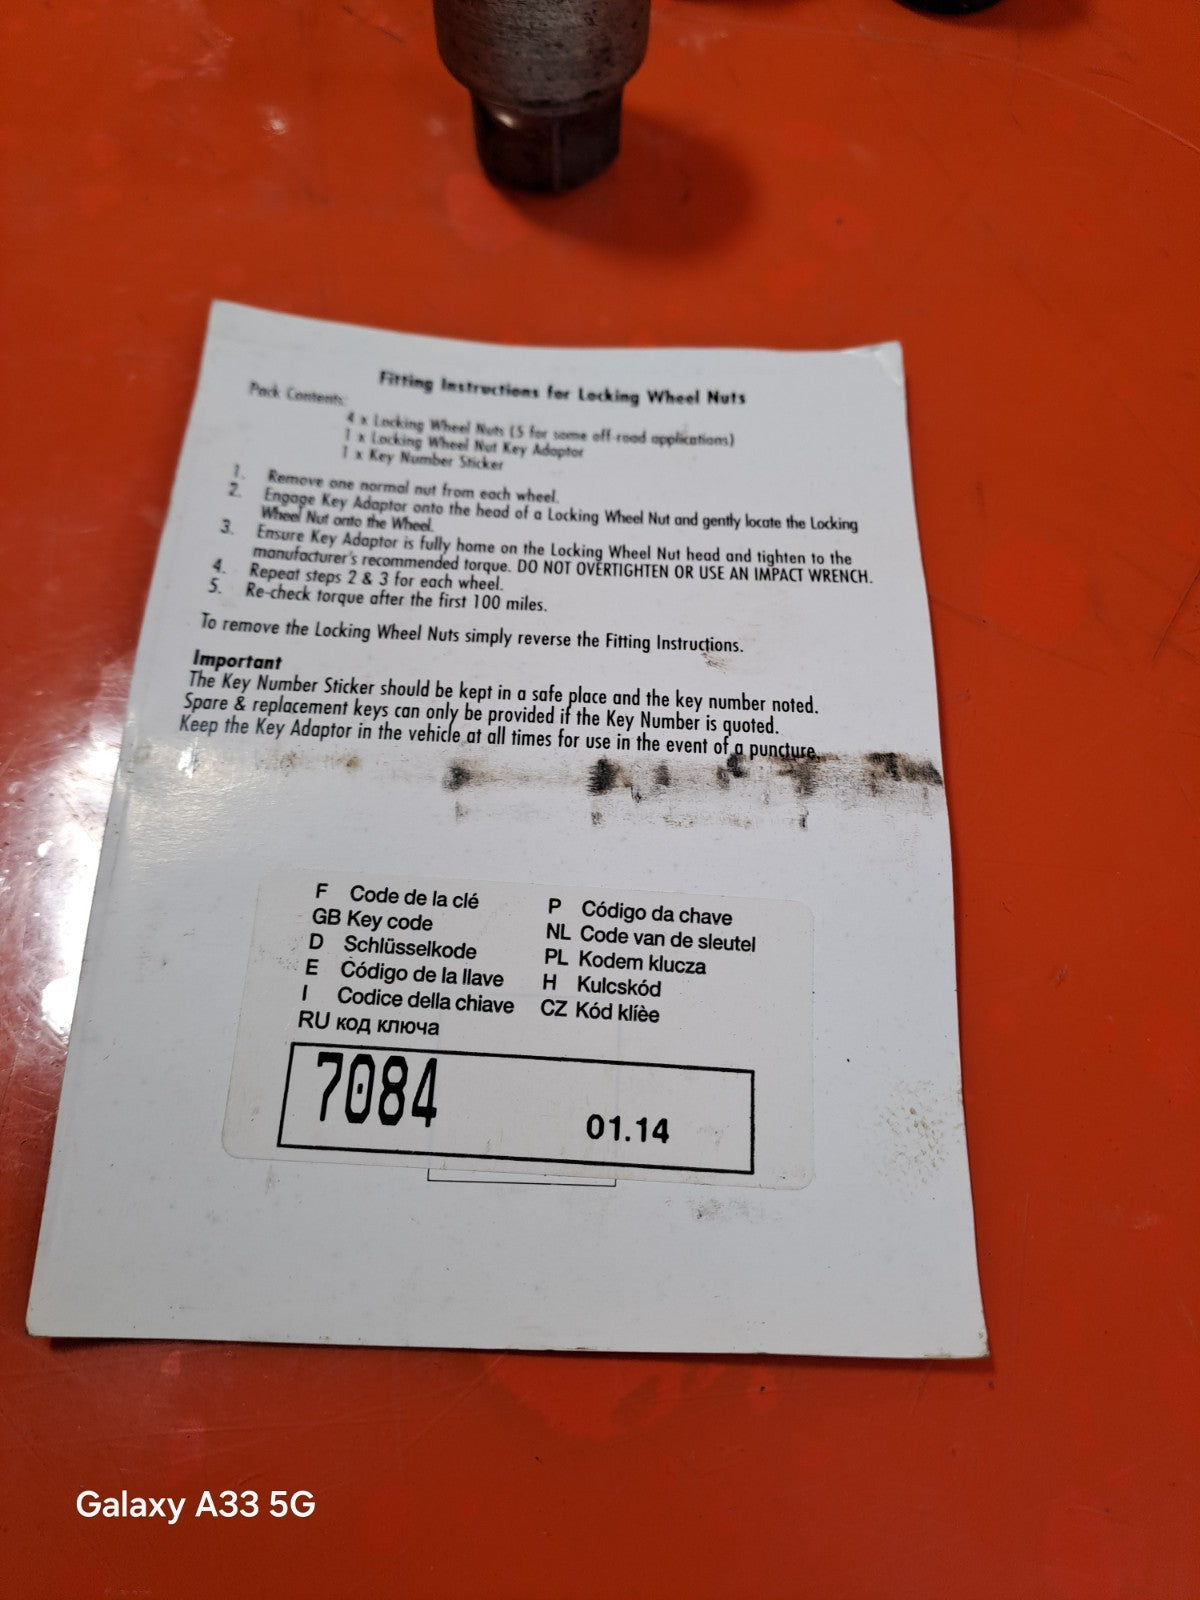 Fitting Instructions for Locking Wheel Nuts
Pack Contents:
4 x Locking Wheel Nuts (5 for some off-road applications)
1 x Locking Wheel Nut Key Adaptor
1 x Key Number Sticker
1. Remove one normal nut from each wheel.
2. Engage Key Adaptor onto the head of a Locking Wheel Nut and gently locate the Locking
Wheel Nut onto the Wheel.
3. Ensure Key Adaptor is fully home on the Locking Wheel Nut head and tighten to the
manufacturer's recommended torque. DO NOT OVERTIGHTEN OR USE AN IMPACT WRENCH.
4. Repeat steps 2 & 3 for each wheel.
5. Re-check torque after the first 100 miles.
To remove the Locking Wheel Nuts simply reverse the Fitting Instructions.
Important
The Key Number Sticker should be kept in a safe place and the key number noted.
Spare & replacement keys can only be provided if the Key Number is quoted.
Keep the Key Adaptor in the vehicle at all times for use in the event of a puncture.
F Code de la clé
GB Key code
D Schlüsselkode
E Código de la llave
I Codice della chiave
RU код ключа
P Código da chave
NL Code van de sleutel
PL Kodem klucza
H Kulcskód
CZ Kód klíèe
7084
01.14
Galaxy A33 5G